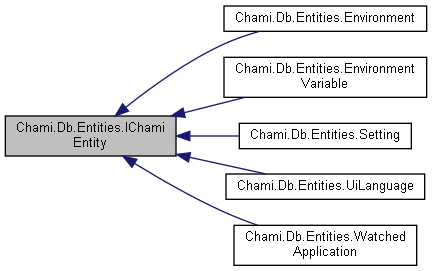 Chami.Db.Entities.IChami
Entity
Chami.Db.Entities.Environment
Chami.Db.Entities.Environment
Variable
Chami.Db.Entities.Setting
Chami.Db.Entities.UiLanguage
Chami.Db.Entities.Watched
Application